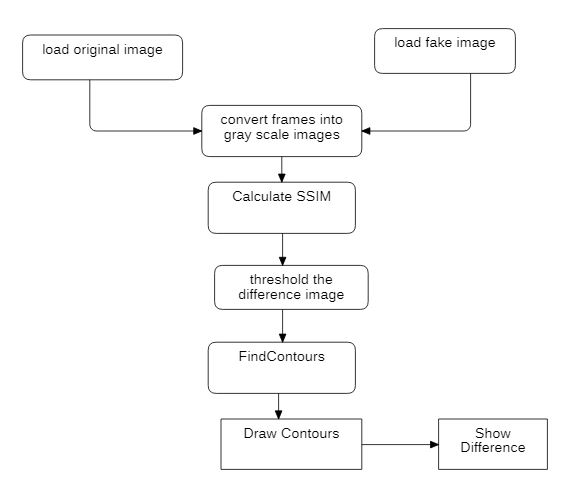 load original image
load fake image
convert frames into
gray scale images
Calculate SSIM
threshold the
difference image
FindContours
Draw Contours
Show
Difference